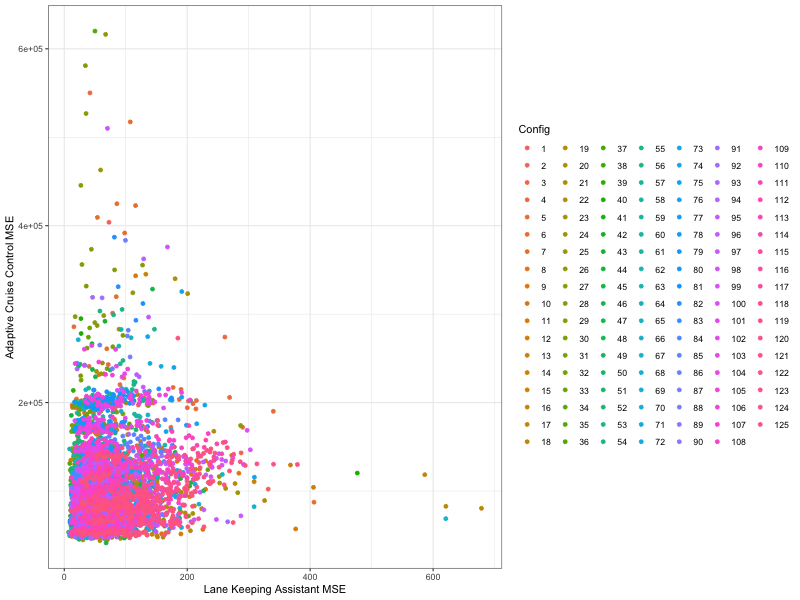 6e+05
4e+05
2e+05
Adaptive Cruise Control MSE
0 200 400 600
Lane Keeping Assistant MSE
Config
1 19 37 55 73 91 109
2 20 38 56 74 92 110
3 21 39 57 75 93 111
4 22 40 58 76 94 112
5 23 41 59 77 95 113
6 24 42 60 78 96 114
7 25 43 61 79 97 115
8 26 44 62 80 98 116
9 27 45 63 81 99 117
10 28 46 64 82 100 118
11 29 47 65 83 101 119
12 30 48 66 84 102 120
13 31 49 67 85 103 121
14 32 50 68 86 104 122
15 33 51 69 87 105 123
16 34 52 70 88 106 124
17 35 53 71 89 107 125
18 36 54 72 90 108